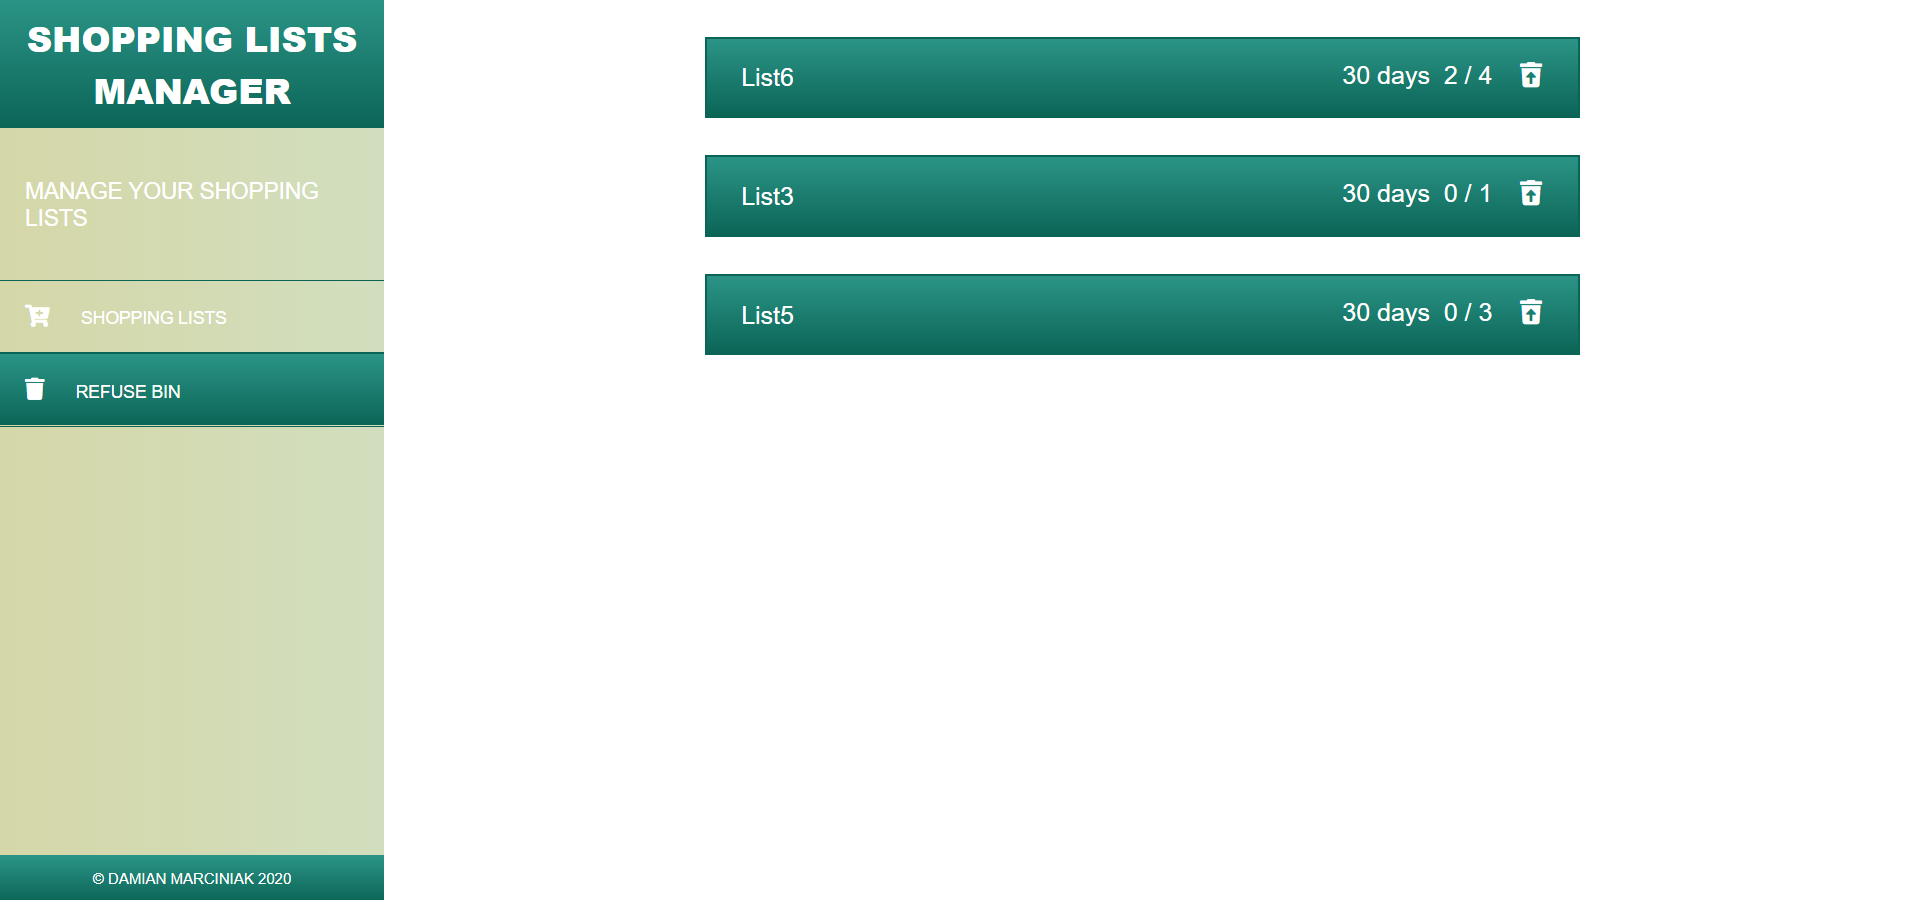 SHOPPING LISTS
MANAGER
MANAGE YOUR SHOPPING
LISTS
SHOPPING LISTS
REFUSE BIN
© DAMIAN MARCINIAK 2020
List6 30 days 2 / 4
List3 30 days 0 / 1
List5 30 days 0 / 3